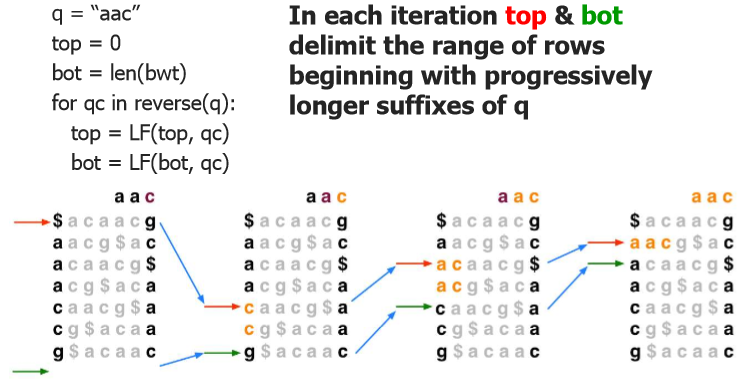 q = “aac”
top = 0
bot = len(bwt)
for qc in reverse(q):
top = LF(top, qc)
bot = LF(bot, qc)
In each iteration top & bot
delimit the range of rows
beginning with progressively
longer suffixes of q
a a c
$ a c a a c g
a a c g $ a c
a c a a c g $
a c g $ a c a
c a a c g $ a
c g $ a c a a
g $ a c a a c
a a c
$ a c a a c g
a a c g $ a c
a c a a c g $
a c g $ a c a
c a a c g $ a
c g $ a c a a
g $ a c a a c
a a c
$ a c a a c g
a a c g $ a c
a c a a c g $
a c g $ a c a
c a a c g $ a
c g $ a c a a
g $ a c a a c
a a c
$ a c a a c g
a a c g $ a c
a c a a c g $
a c g $ a c a
c a a c g $ a
c g $ a c a a
g $ a c a a c